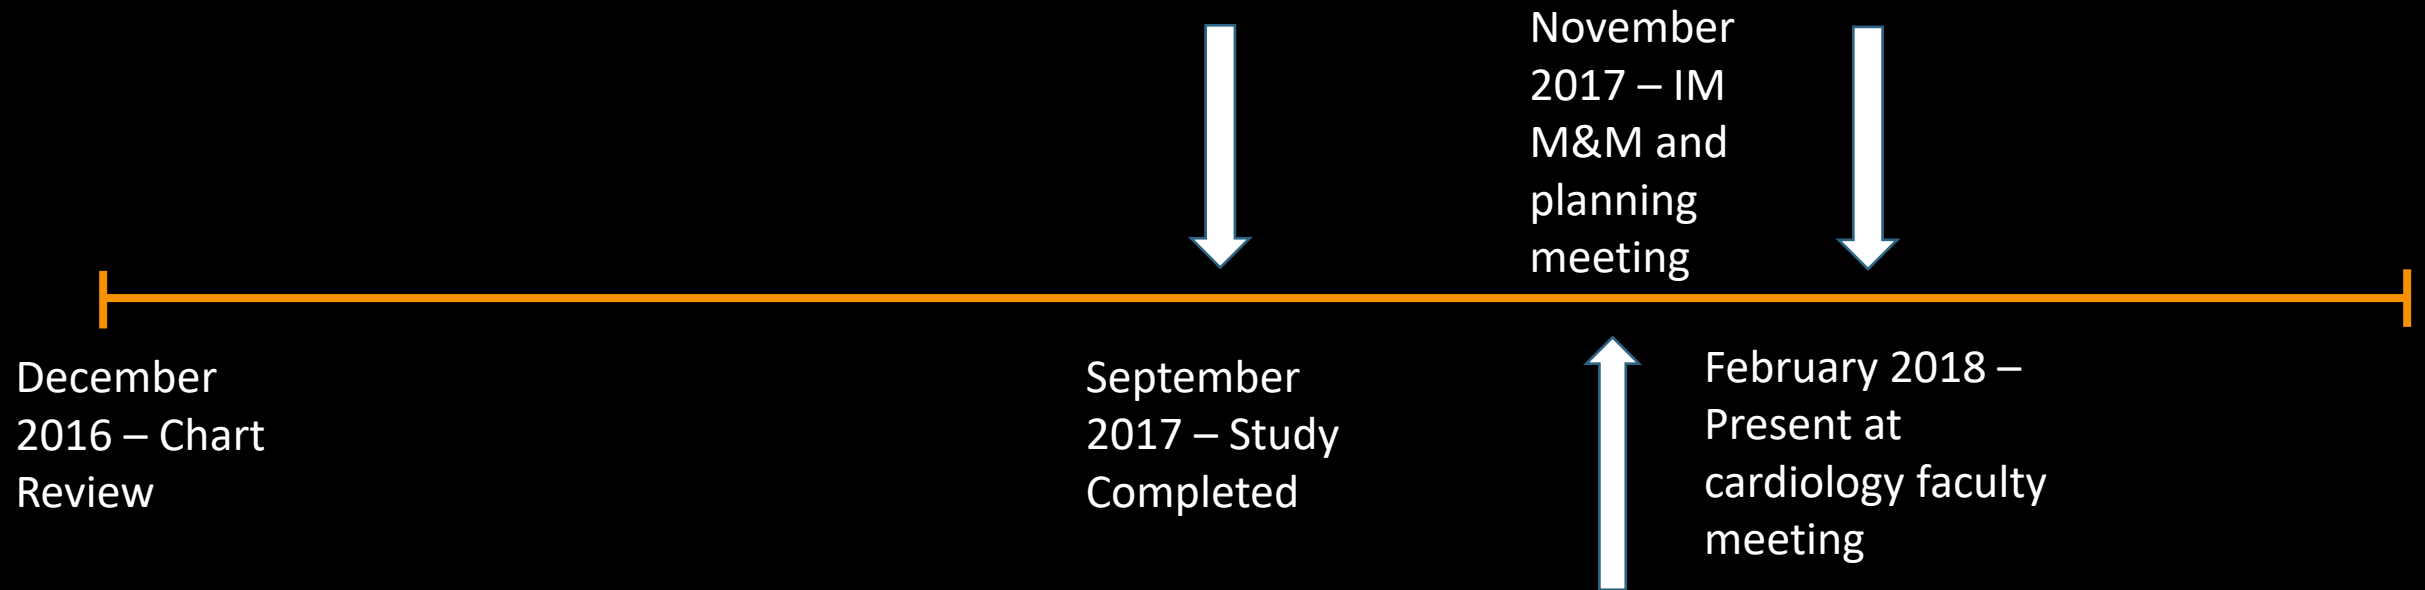 December
2016 – Chart
Review
September
2017 – Study
Completed
November
2017 – IM
M&M and
planning
meeting
February 2018 –
Present at
cardiology faculty
meeting